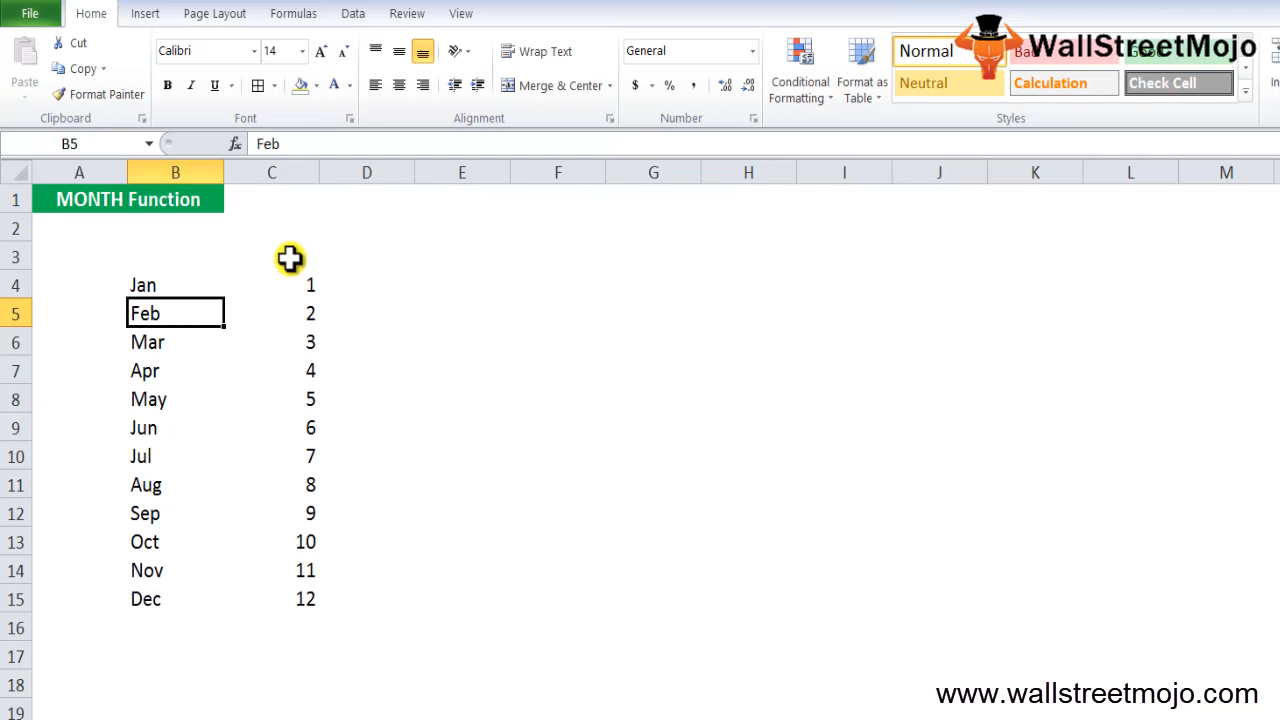 File Home Insert Page Layout Formulas Data Review View
WallStreetMojo
Paste
Cut
Copy
Format Painter
Clipboard
Calibri 14 A A
B I U A
Font
Wrap Text
Merge & Center
Alignment
General
$ % ,
Number
Conditional Formatting
Format as Table
Normal Bad
Neutral Calculation Check Cell
Styles
B5 fx Feb
A B C D E F G H I J K L M
1 MONTH Function
2
3
4 Jan 1
5 Feb 2
6 Mar 3
7 Apr 4
8 May 5
9 Jun 6
10 Jul 7
11 Aug 8
12 Sep 9
13 Oct 10
14 Nov 11
15 Dec 12
16
17
18
19
www.wallstreetmojo.com